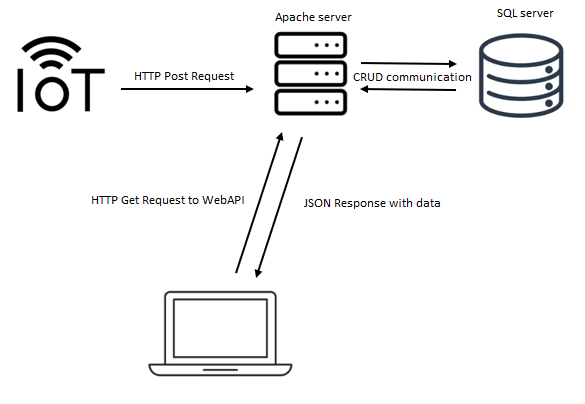 SQL server
Apache server
IoT
HTTP Post Request
CRUD communication
HTTP Get Request to WebAPI
JSON Response with data